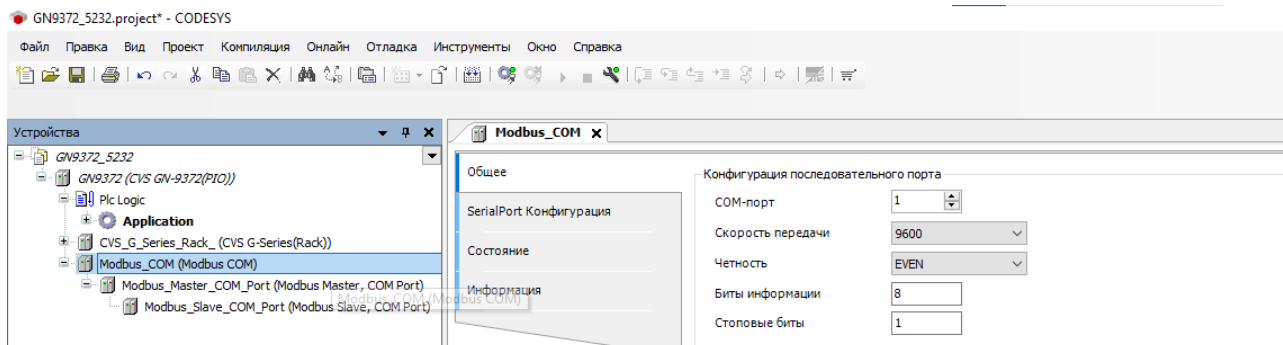 GN9372_5232.project* - CODESYS
Файл Правка Вид Проект Компиляция Онлайн Отладка Инструменты Окно Справка
Устройства
GN9372_5232
GN9372 (CVS GN-9372(PIO))
Plc Logic
Application
CVS_G_Series_Rack_ (CVS G-Series(Rack))
Modbus_COM (Modbus COM)
Modbus_Master_COM_Port (Modbus Master, COM Port)
Modbus_COM (Modbus COM)
Modbus_Slave_COM_Port (Modbus Slave, COM Port)
Modbus_COM
Общее
SerialPort Конфигурация
Состояние
Информация
Конфигурация последовательного порта
COM-порт 1
Скорость передачи 9600
Четность EVEN
Биты информации 8
Стоповые биты 1